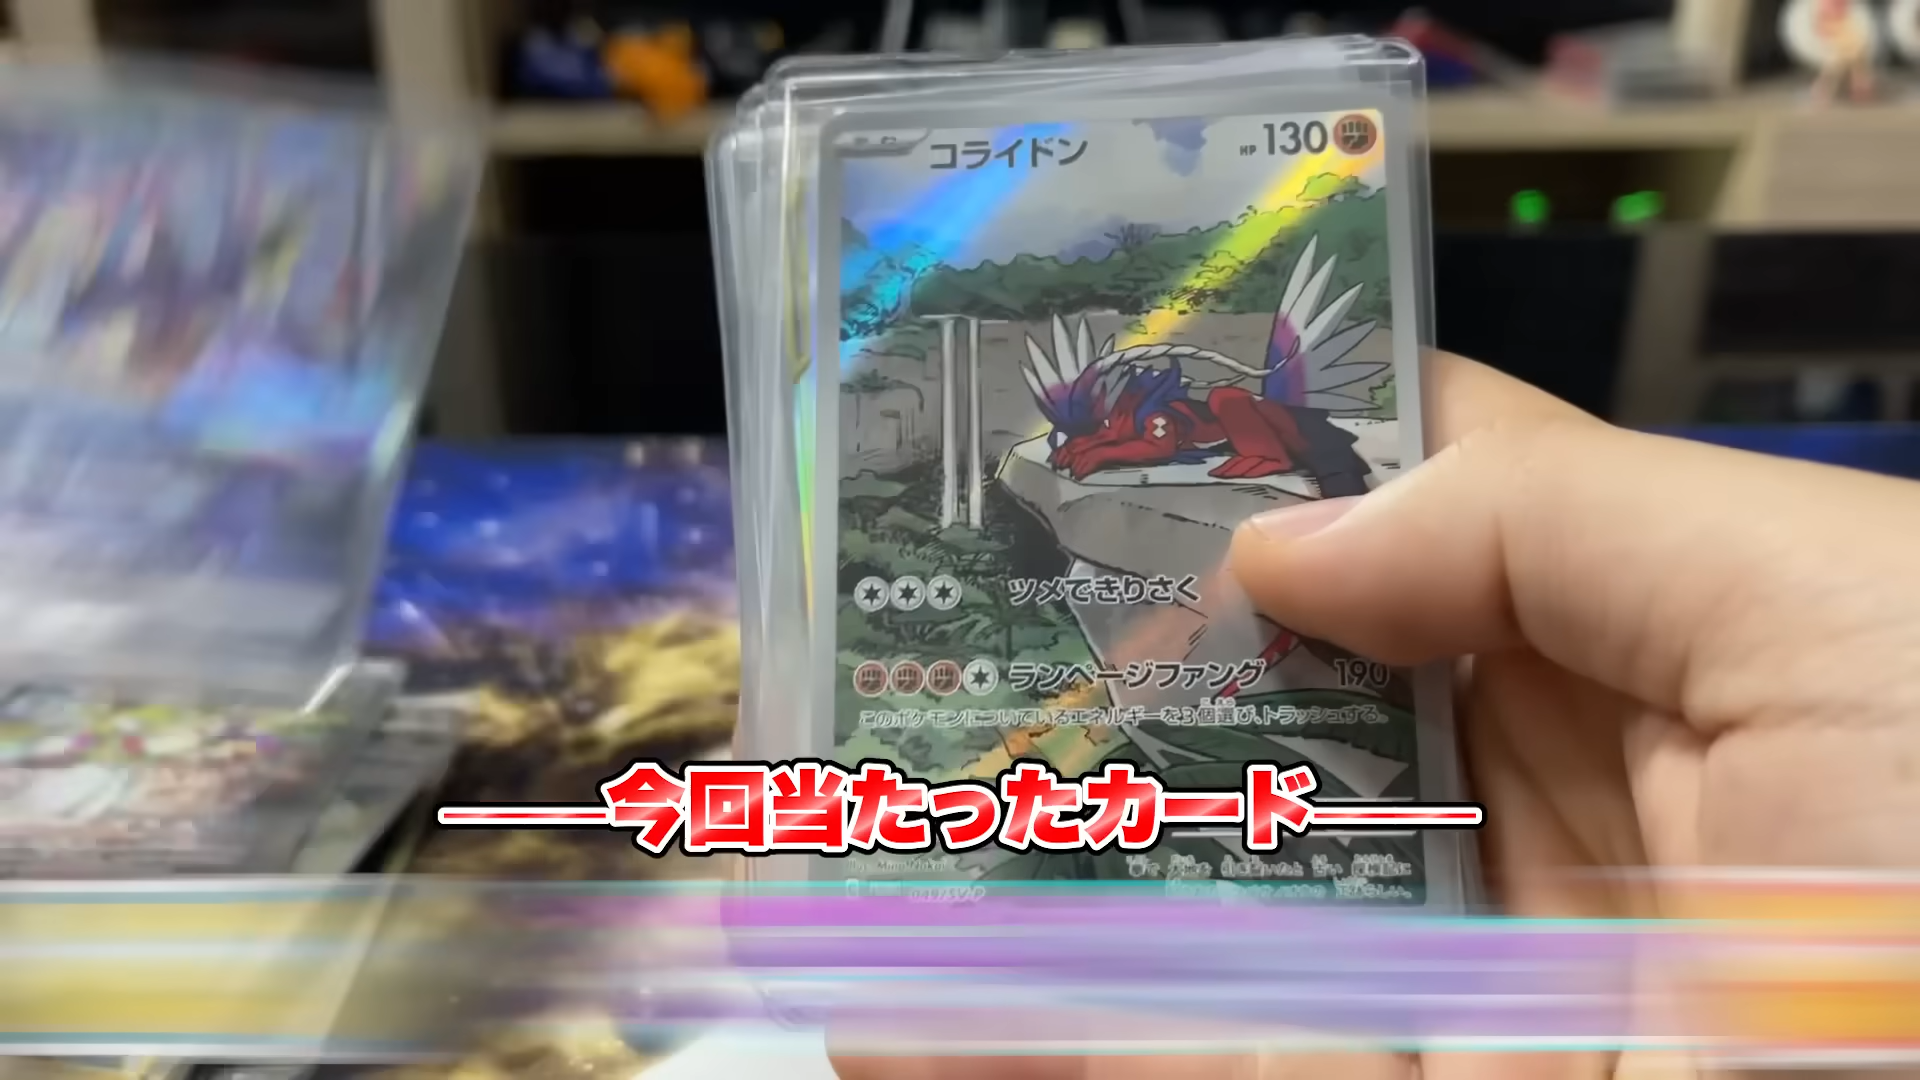 コライドン
HP 130
ツメできりさく
ランページファング 190
このポケモンについているエネルギーを3個選び、トラッシュする。
——今回当たったカード——
049/SV-P